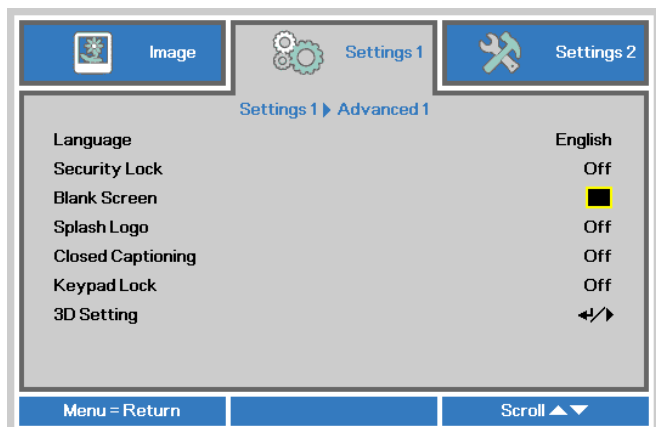 Image Settings 1 Settings 2
Settings 1 ▶ Advanced 1
Language English
Security Lock Off
Blank Screen
Splash Logo Off
Closed Captioning Off
Keypad Lock Off
3D Setting ↵/▶
Menu = Return Scroll ▲▼